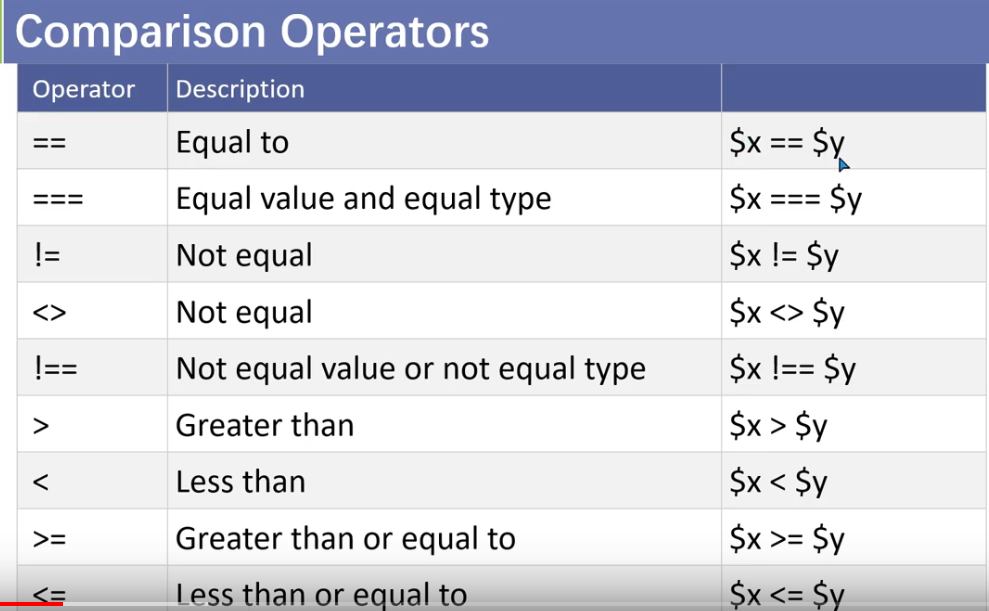 Comparison Operators
Operator Description
== Equal to $x == $y
=== Equal value and equal type $x === $y
!= Not equal $x != $y
<> Not equal $x <> $y
!== Not equal value or not equal type $x !== $y
> Greater than $x > $y
< Less than $x < $y
>= Greater than or equal to $x >= $y
<= Less than or equal to $x <= $y